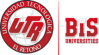 UNIVERSIDAD TECNOLÓGICA
UTR
EL RETOÑO
BIS
UNIVERSITIES